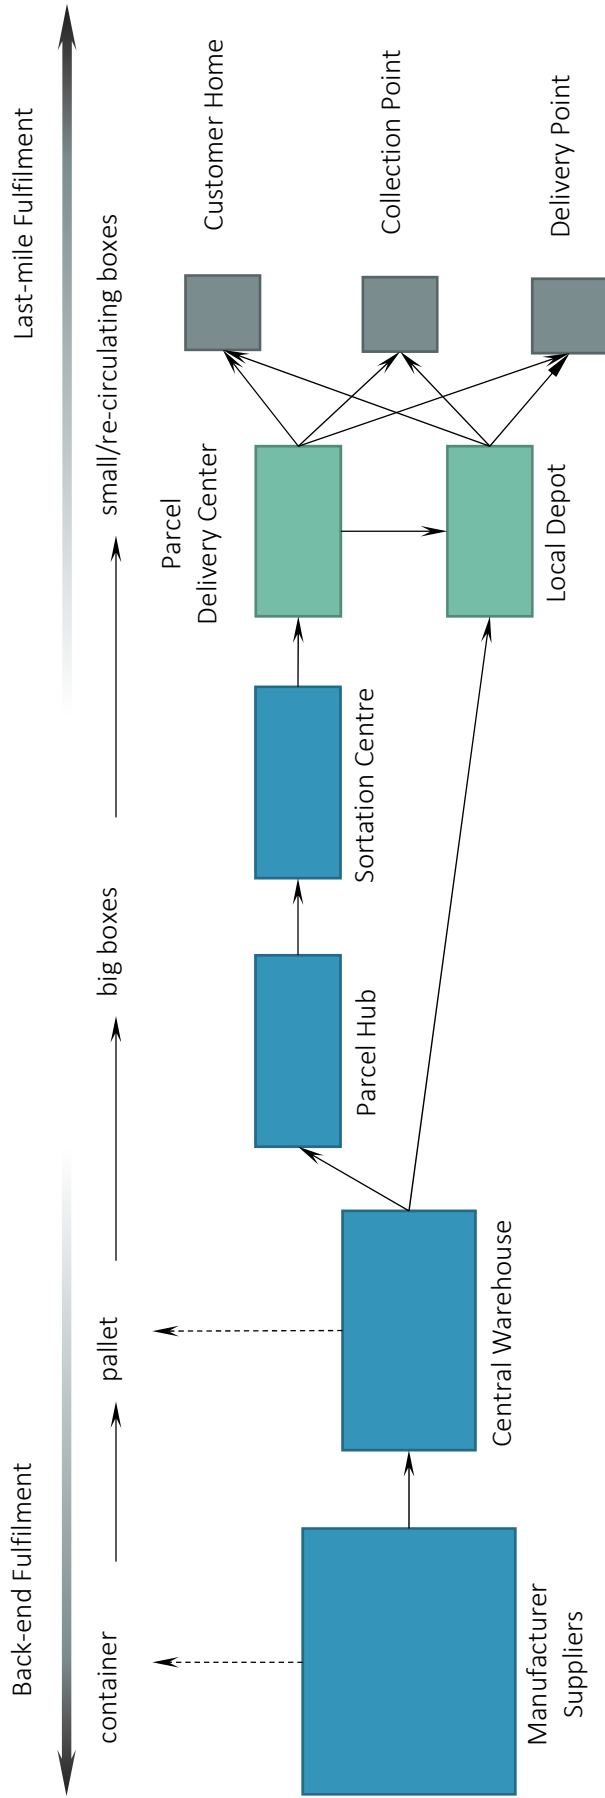 Back-end Fulfilment
Last-mile Fulfilment
container
pallet
big boxes
small/re-circulating boxes
Manufacturer
Suppliers
Central Warehouse
Parcel Hub
Sortation Centre
Parcel
Delivery Center
Local Depot
Customer Home
Collection Point
Delivery Point